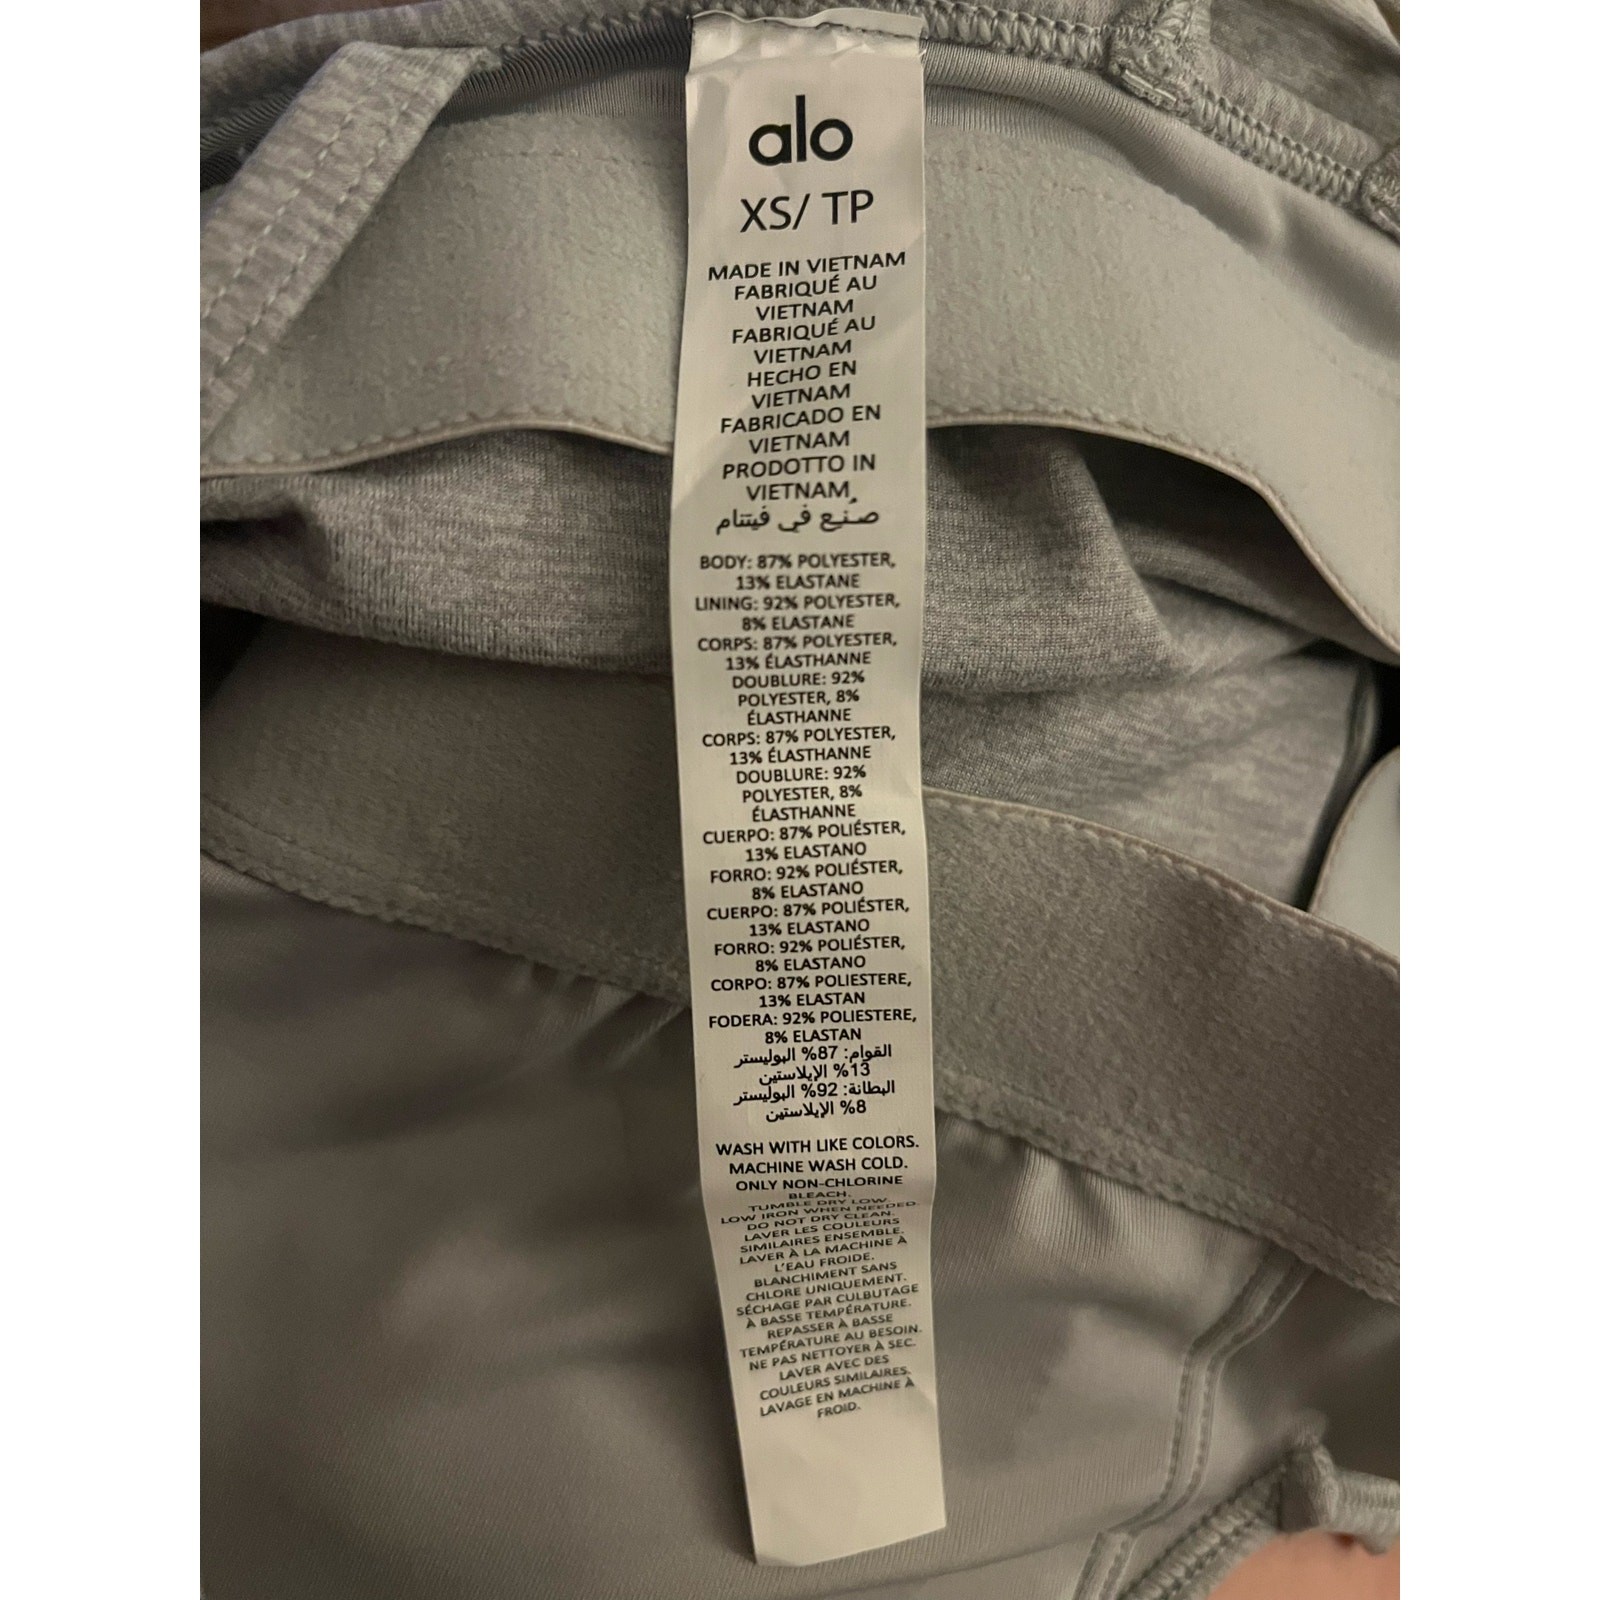 alo
XS/ TP
MADE IN VIETNAM
FABRIQUÉ AU
VIETNAM
FABRIQUÉ AU
VIETNAM
HECHO EN
VIETNAM
FABRICADO EN
VIETNAM
PRODOTTO IN
VIETNAM
صُنِع في فيتنام
BODY: 87% POLYESTER,
13% ELASTANE
LINING: 92% POLYESTER,
8% ELASTANE
CORPS: 87% POLYESTER,
13% ÉLASTHANNE
DOUBLURE: 92%
POLYESTER, 8%
ÉLASTHANNE
CORPS: 87% POLYESTER,
13% ÉLASTHANNE
DOUBLURE: 92%
POLYESTER, 8%
ÉLASTHANNE
CUERPO: 87% POLIÉSTER,
13% ELASTANO
FORRO: 92% POLIÉSTER,
8% ELASTANO
CUERPO: 87% POLIÉSTER,
13% ELASTANO
FORRO: 92% POLIÉSTER,
8% ELASTANO
CORPO: 87% POLIESTERE,
13% ELASTAN
FODERA: 92% POLIESTERE,
8% ELASTAN
القوام: 87% البوليستر
13% الإيلاستين
البطانة: 92% البوليستر
8% الإيلاستين
WASH WITH LIKE COLORS.
MACHINE WASH COLD.
ONLY NON-CHLORINE
BLEACH.
TUMBLE DRY LOW.
LOW IRON WHEN NEEDED.
DO NOT DRY CLEAN.
LAVER LES COULEURS
SIMILAIRES ENSEMBLE.
LAVER À LA MACHINE À
L'EAU FROIDE.
BLANCHIMENT SANS
CHLORE UNIQUEMENT.
SÉCHAGE PAR CULBUTAGE
À BASSE TEMPÉRATURE.
REPASSER À BASSE
TEMPÉRATURE AU BESOIN.
NE PAS NETTOYER À SEC.
LAVER AVEC DES
COULEURS SIMILAIRES.
LAVAGE EN MACHINE À
FROID.